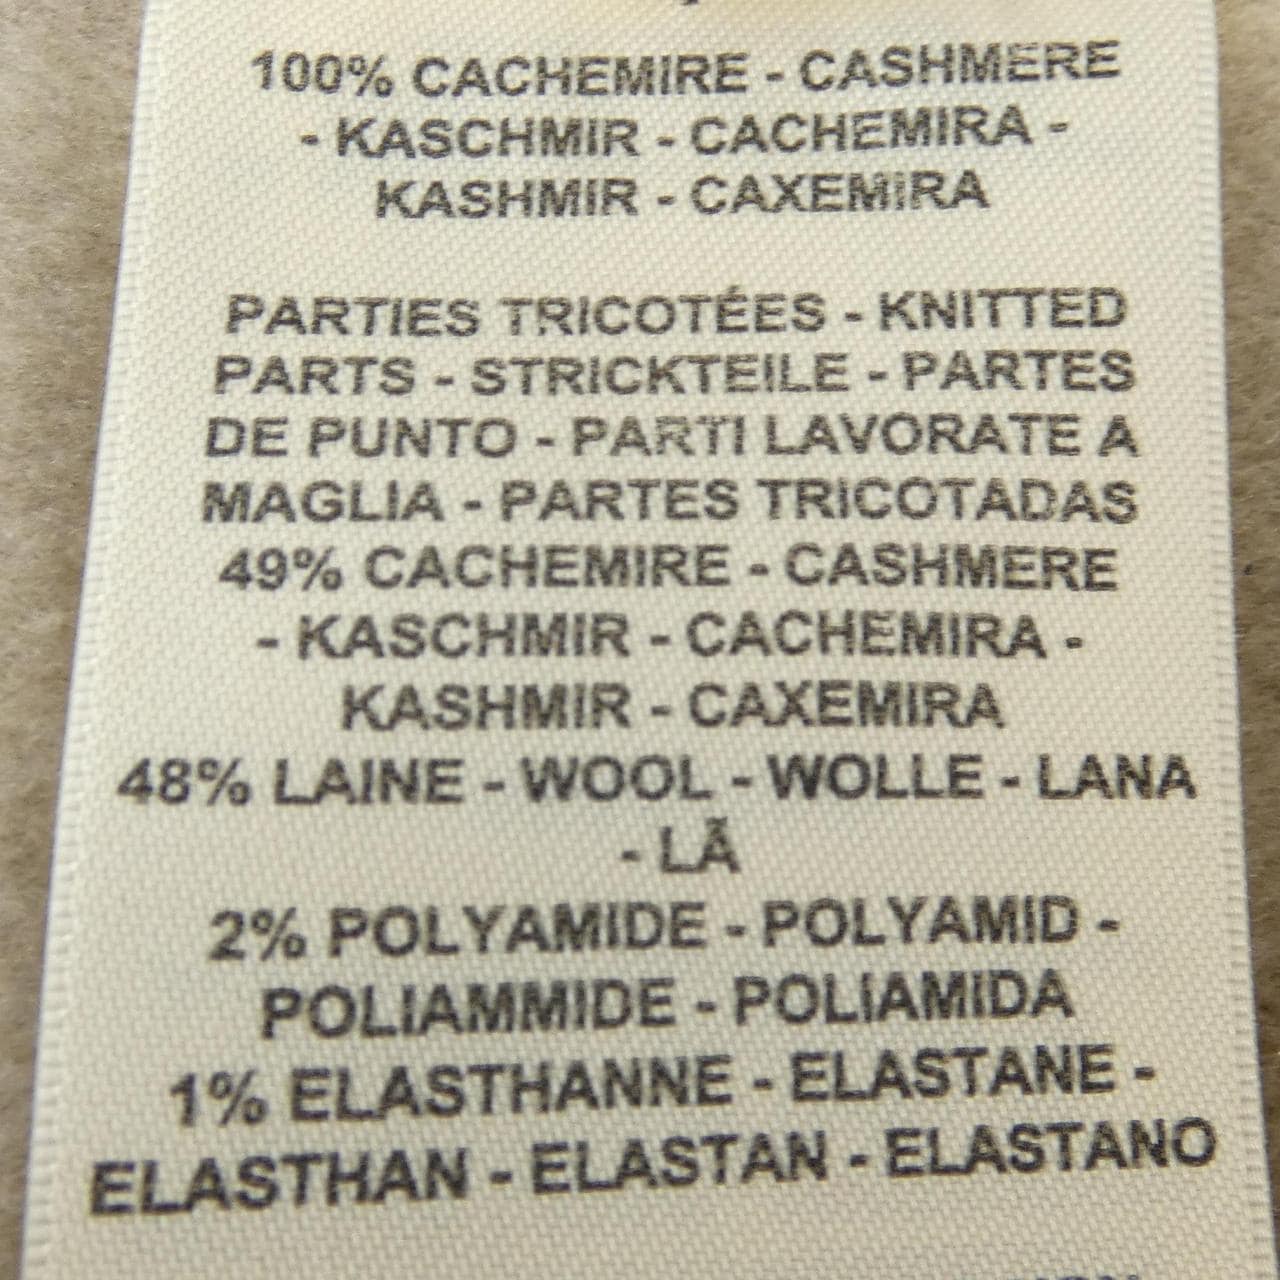 100% CACHEMIRE - CASHMERE
- KASCHMIR - CACHEMIRA -
KASHMIR - CAXEMIRA
PARTIES TRICOTÉES - KNITTED
PARTS - STRICKTEILE - PARTES
DE PUNTO - PARTI LAVORATE A
MAGLIA - PARTES TRICOTADAS
49% CACHEMIRE - CASHMERE
- KASCHMIR - CACHEMIRA -
KASHMIR - CAXEMIRA
48% LAINE - WOOL - WOLLE - LANA
- LÃ
2% POLYAMIDE - POLYAMID -
POLIAMMIDE - POLIAMIDA
1% ELASTHANNE - ELASTANE -
ELASTHAN - ELASTAN - ELASTANO